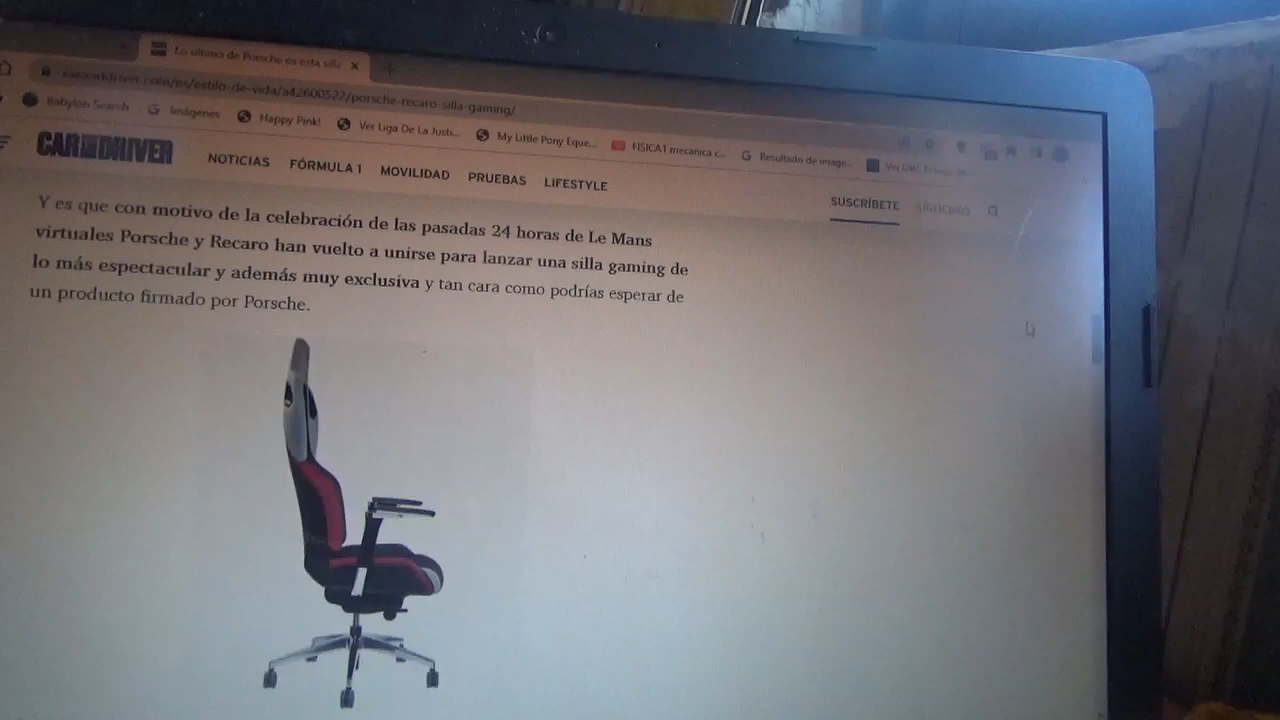 Lo último de Porsche es esta silla
caranddriver.com/es/estilo-de-vida/a42600522/porsche-recaro-silla-gaming/
Babylon Search
Imágenes
Happy Pink!
Ver Liga De La Justi...
My Little Pony Eque...
FISICA1 mecanica c...
Resultado de image...
CAR AND DRIVER
NOTICIAS
FÓRMULA 1
MOVILIDAD
PRUEBAS
LIFESTYLE
SUSCRÍBETE
SÍGUENOS
Y es que con motivo de la celebración de las pasadas 24 horas de Le Mans
virtuales Porsche y Recaro han vuelto a unirse para lanzar una silla gaming de
lo más espectacular y además muy exclusiva y tan cara como podrías esperar de
un producto firmado por Porsche.